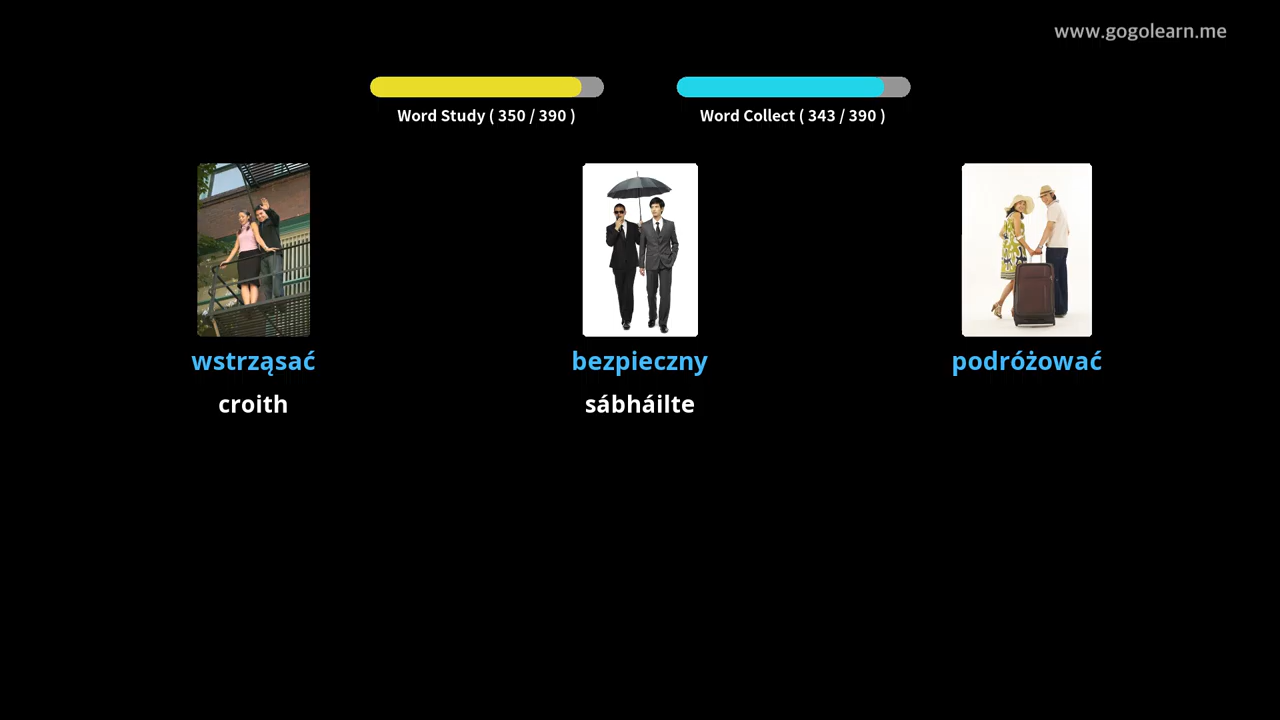 www.gogolearn.me
Word Study ( 350 / 390 )
Word Collect ( 343 / 390 )
wstrząsać
bezpieczny
podróżować
croith
sábháilte